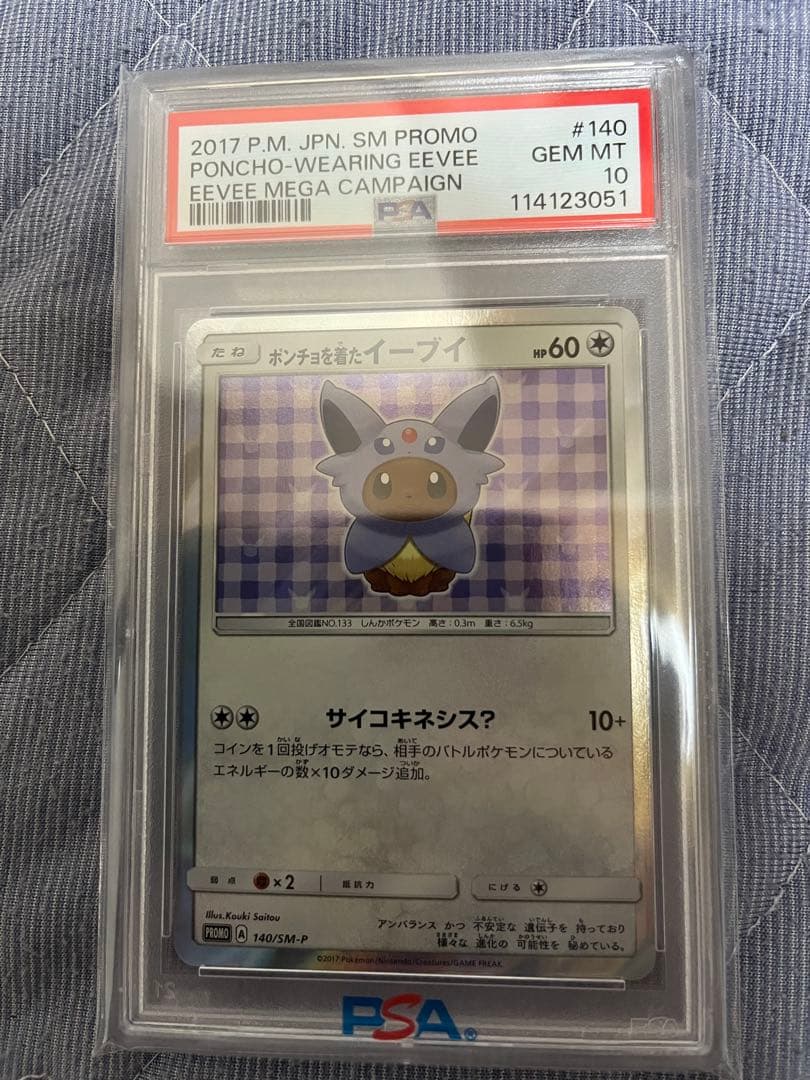 2017 P.M. JPN. SM PROMO #140
PONCHO-WEARING EEVEE GEM MT
EEVEE MEGA CAMPAIGN 10
PSA 114123051
たね ポンチョを着たイーブイ HP60
全国図鑑NO.133 しんかポケモン 高さ:0.3m 重さ:6.5kg
サイコキネシス? 10+
コインを1回投げオモテなら、相手のバトルポケモンについている
エネルギーの数×10ダメージ追加。
弱点 ×2 抵抗力 にげる
Illus.Kouki Saitou
アンバランス かつ 不安定な 遺伝子を 持っており
PROMO A 140/SM-P 様々な 進化の 可能性を 秘めている。
©2017 Pokémon/Nintendo/Creatures/GAME FREAK
PSA®